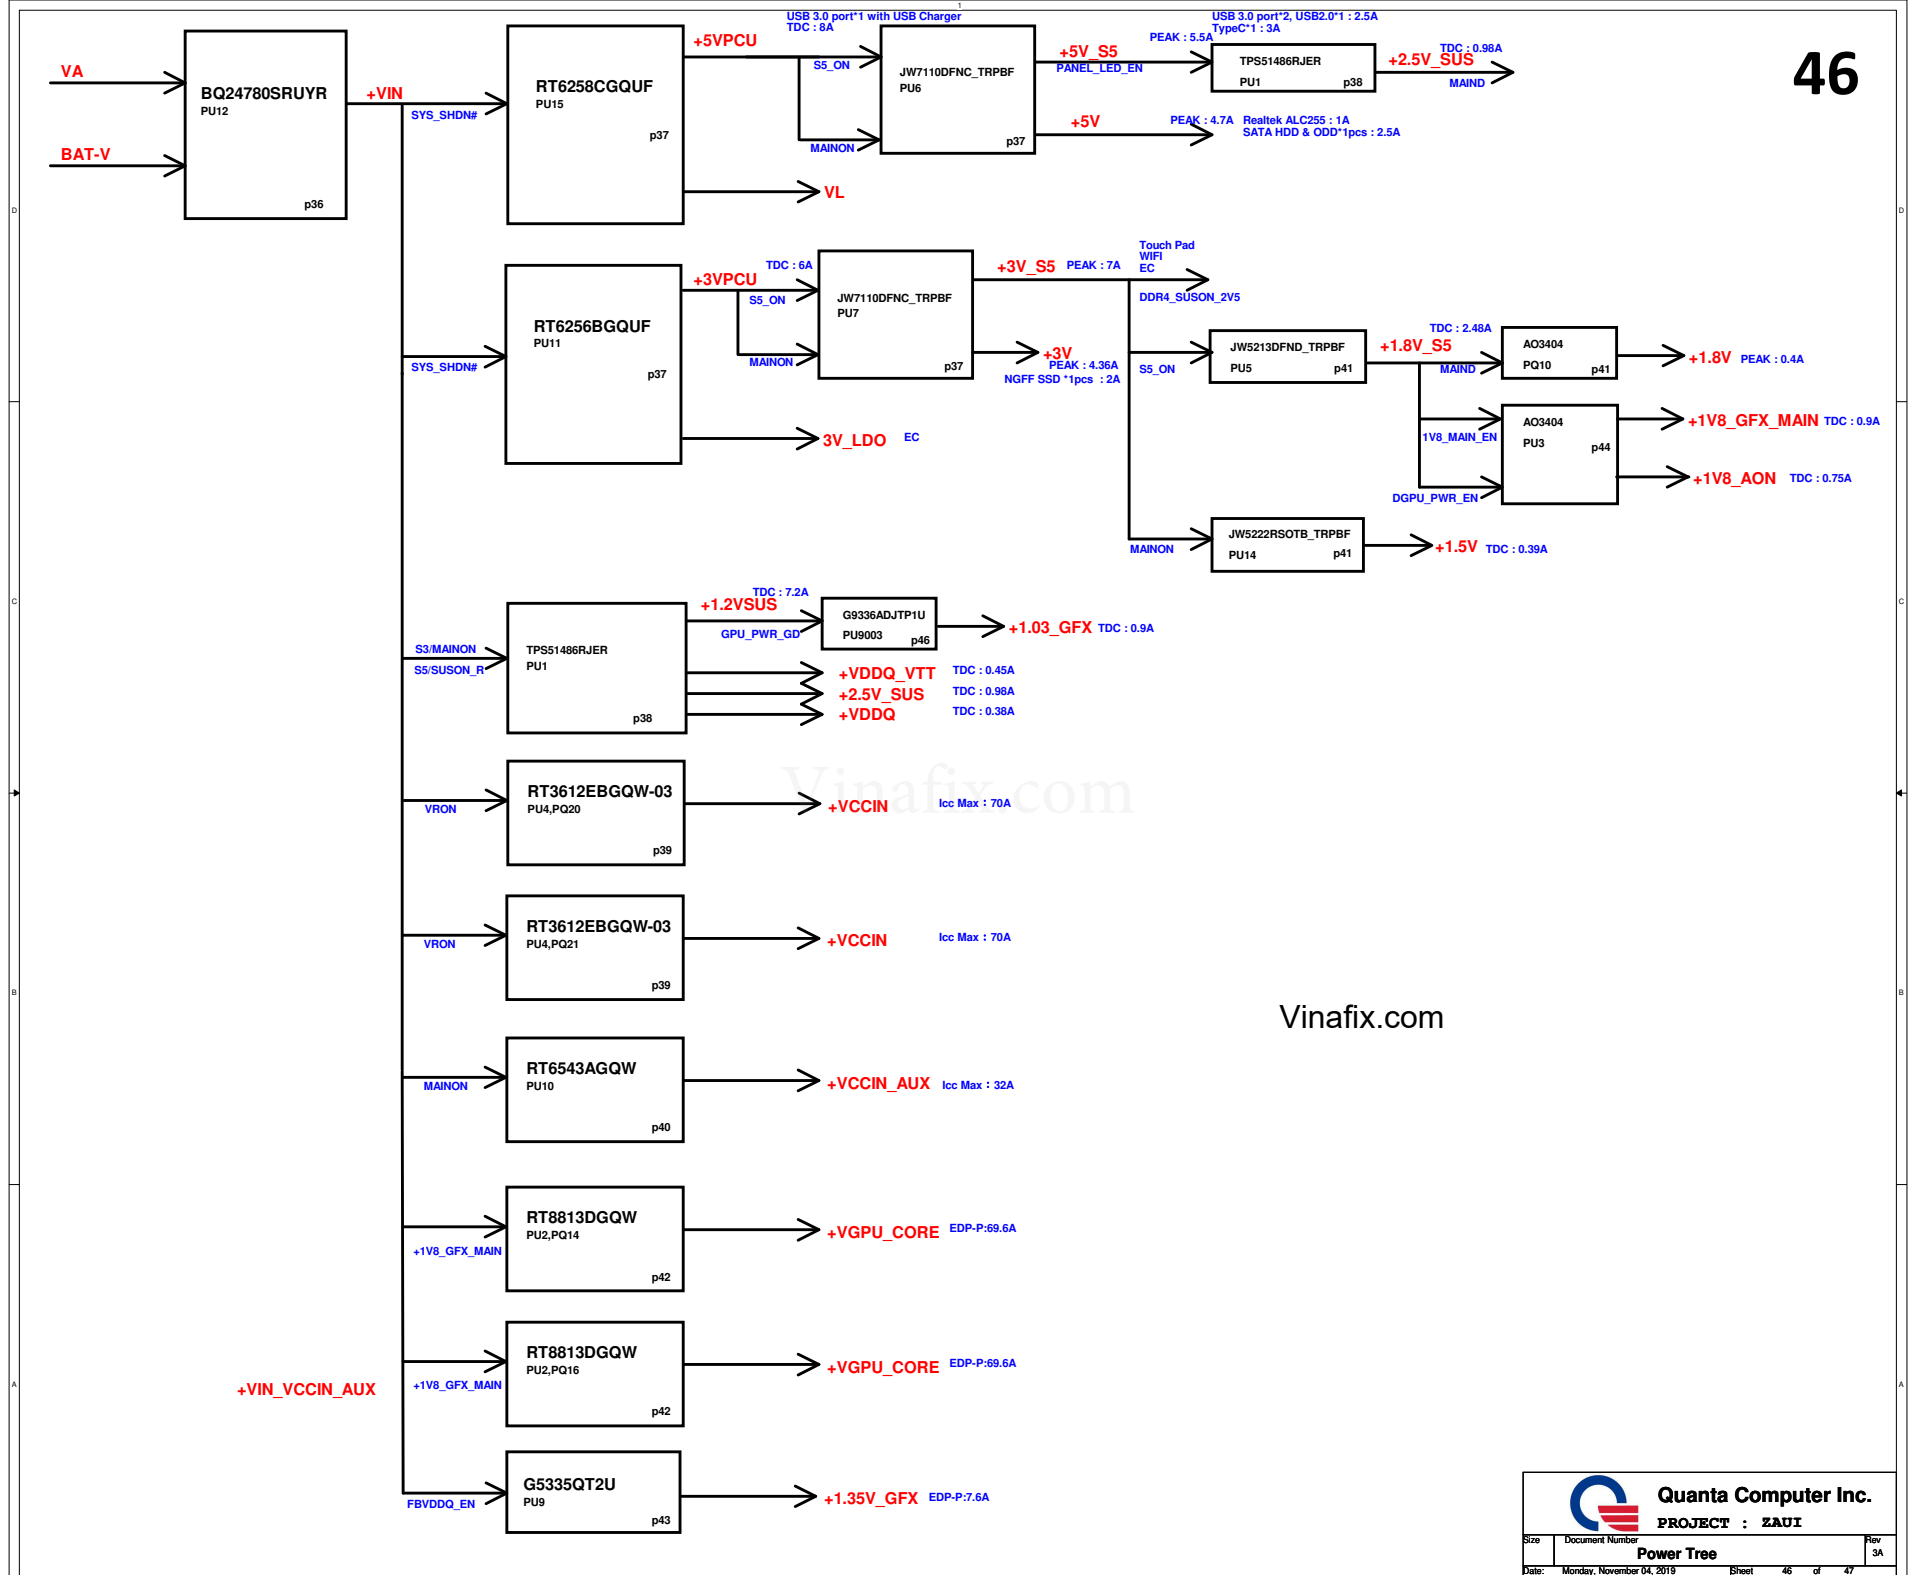 1
46
VA
BAT-V
BQ24780SRUYR
PU12
p36
+VIN
SYS_SHDN#
RT6258CGQUF
PU15
p37
+5VPCU
USB 3.0 port*1 with USB Charger
TDC : 8A
S5_ON
MAINON
VL
JW7110DFNC_TRPBF
PU6
p37
+5V_S5
PANEL_LED_EN
PEAK : 5.5A
USB 3.0 port*2, USB2.0*1 : 2.5A
TypeC*1 : 3A
TPS51486RJER
PU1
p38
TDC : 0.98A
+2.5V_SUS
MAIND
+5V
PEAK : 4.7A
Realtek ALC255 : 1A
SATA HDD & ODD*1pcs : 2.5A
D
D
SYS_SHDN#
RT6256BGQUF
PU11
p37
+3VPCU
TDC : 6A
S5_ON
MAINON
3V_LDO
EC
JW7110DFNC_TRPBF
PU7
p37
+3V_S5
PEAK : 7A
Touch Pad
WIFI
EC
DDR4_SUSON_2V5
+3V
PEAK : 4.36A
NGFF SSD *1pcs : 2A
S5_ON
JW5213DFND_TRPBF
PU5
p41
+1.8V_S5
TDC : 2.48A
MAIND
AO3404
PQ10
p41
+1.8V
PEAK : 0.4A
1V8_MAIN_EN
DGPU_PWR_EN
AO3404
PU3
p44
+1V8_GFX_MAIN
TDC : 0.9A
+1V8_AON
TDC : 0.75A
MAINON
JW5222RSOTB_TRPBF
PU14
p41
+1.5V
TDC : 0.39A
C
C
S3/MAINON
S5/SUSON_R
TPS51486RJER
PU1
p38
TDC : 7.2A
+1.2VSUS
GPU_PWR_GD
G9336ADJTP1U
PU9003
p46
+1.03_GFX
TDC : 0.9A
+VDDQ_VTT
TDC : 0.45A
+2.5V_SUS
TDC : 0.98A
+VDDQ
TDC : 0.38A
Vinafix.com
VRON
RT3612EBGQW-03
PU4,PQ20
p39
+VCCIN
Icc Max : 70A
VRON
RT3612EBGQW-03
PU4,PQ21
p39
+VCCIN
Icc Max : 70A
B
B
Vinafix.com
MAINON
RT6543AGQW
PU10
p40
+VCCIN_AUX
Icc Max : 32A
+1V8_GFX_MAIN
RT8813DGQW
PU2,PQ14
p42
+VGPU_CORE
EDP-P:69.6A
+1V8_GFX_MAIN
RT8813DGQW
PU2,PQ16
p42
+VGPU_CORE
EDP-P:69.6A
+VIN_VCCIN_AUX
A
A
FBVDDQ_EN
G5335QT2U
PU9
p43
+1.35V_GFX
EDP-P:7.6A
Quanta Computer Inc.
PROJECT : ZAUI
Size
Document Number
Rev
Power Tree
3A
Date: Monday, November 04, 2019
Sheet 46 of 47